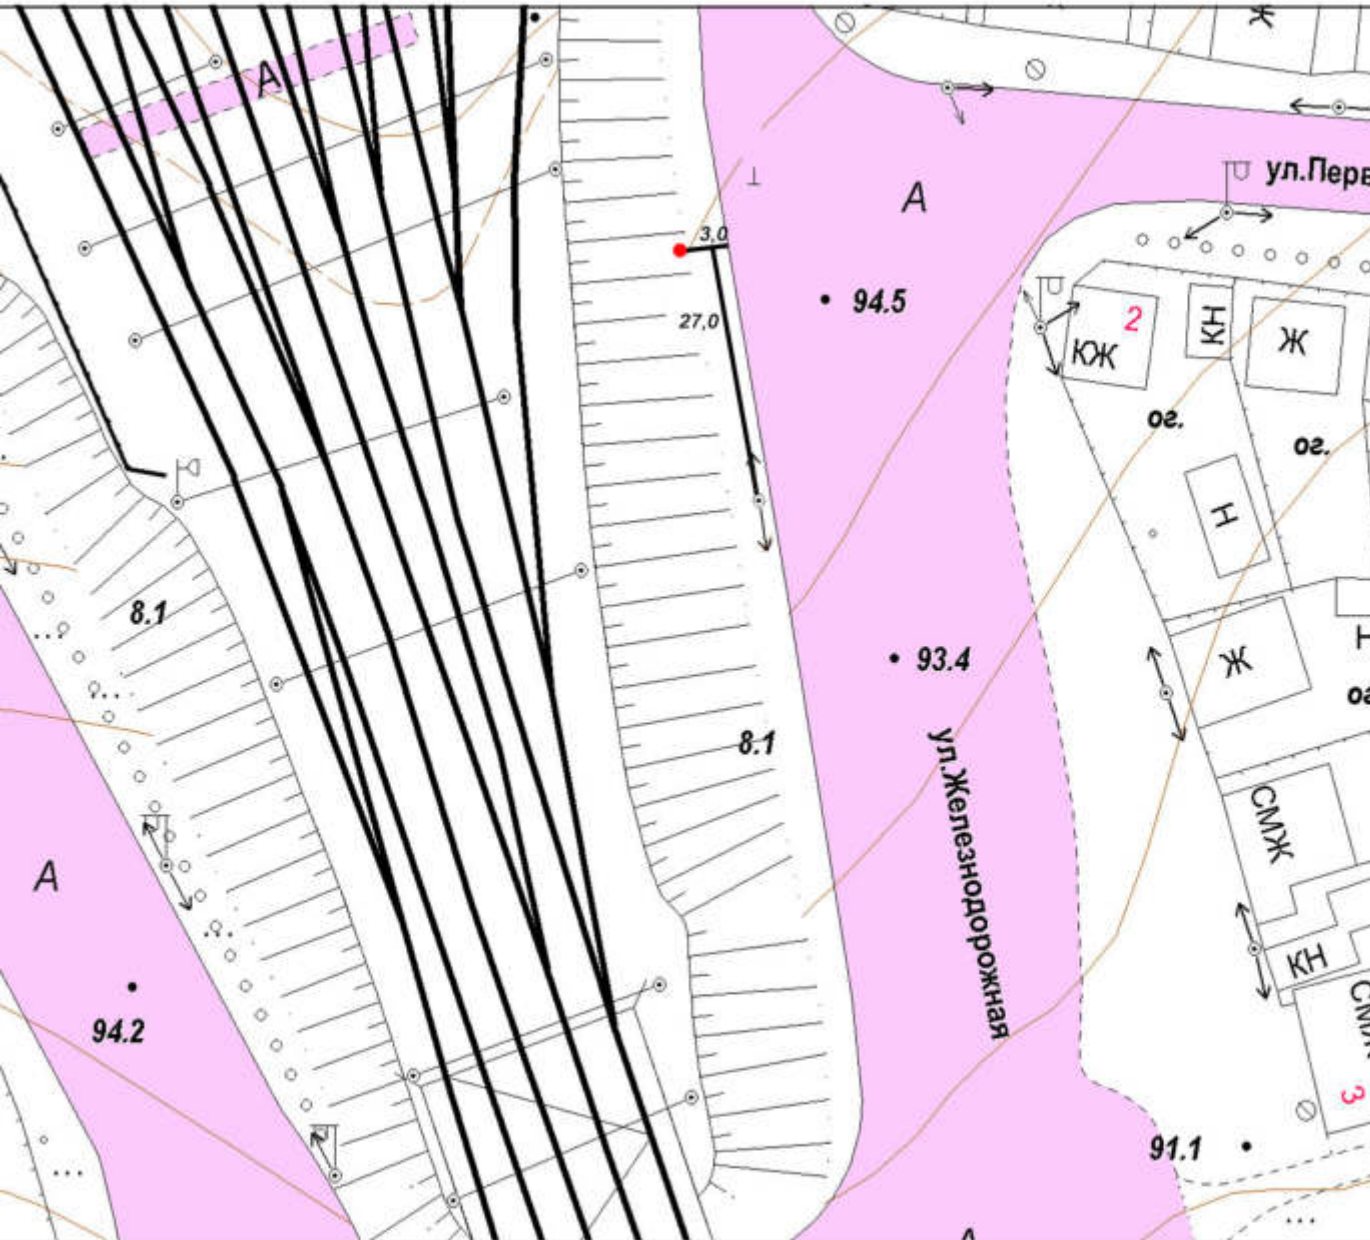 Ж
А
ул.Перв
А
3,0
94.5
27,0
2
КН
Ж
КЖ
ог.
ог.
Н
8.1
93.4
Ж
Н
ог
8.1
ул.Железнодорожная
СМЖ
А
КН
94.2
СМЖ
3
91.1
А